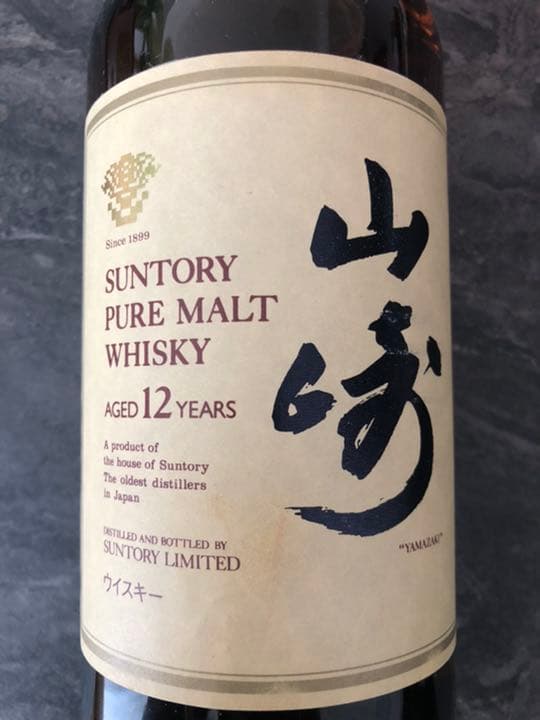 Since 1899
SUNTORY
PURE MALT
WHISKY
AGED 12 YEARS
A product of
the house of Suntory
The oldest distillers
in Japan
DISTILLED AND BOTTLED BY
SUNTORY LIMITED
ウイスキー
山崎
"YAMAZAKI"